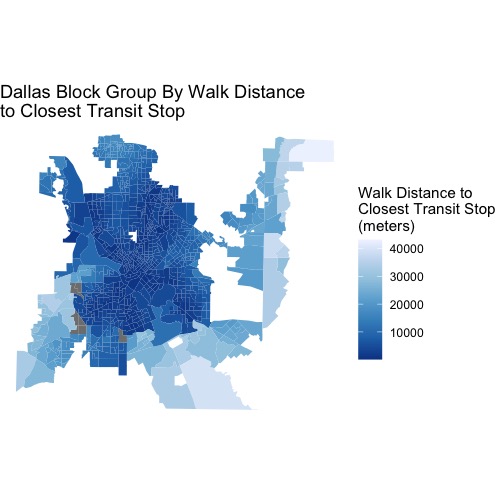 Dallas Block Group By Walk Distance
to Closest Transit Stop
Walk Distance to
Closest Transit Stop
(meters)
40000
30000
20000
10000